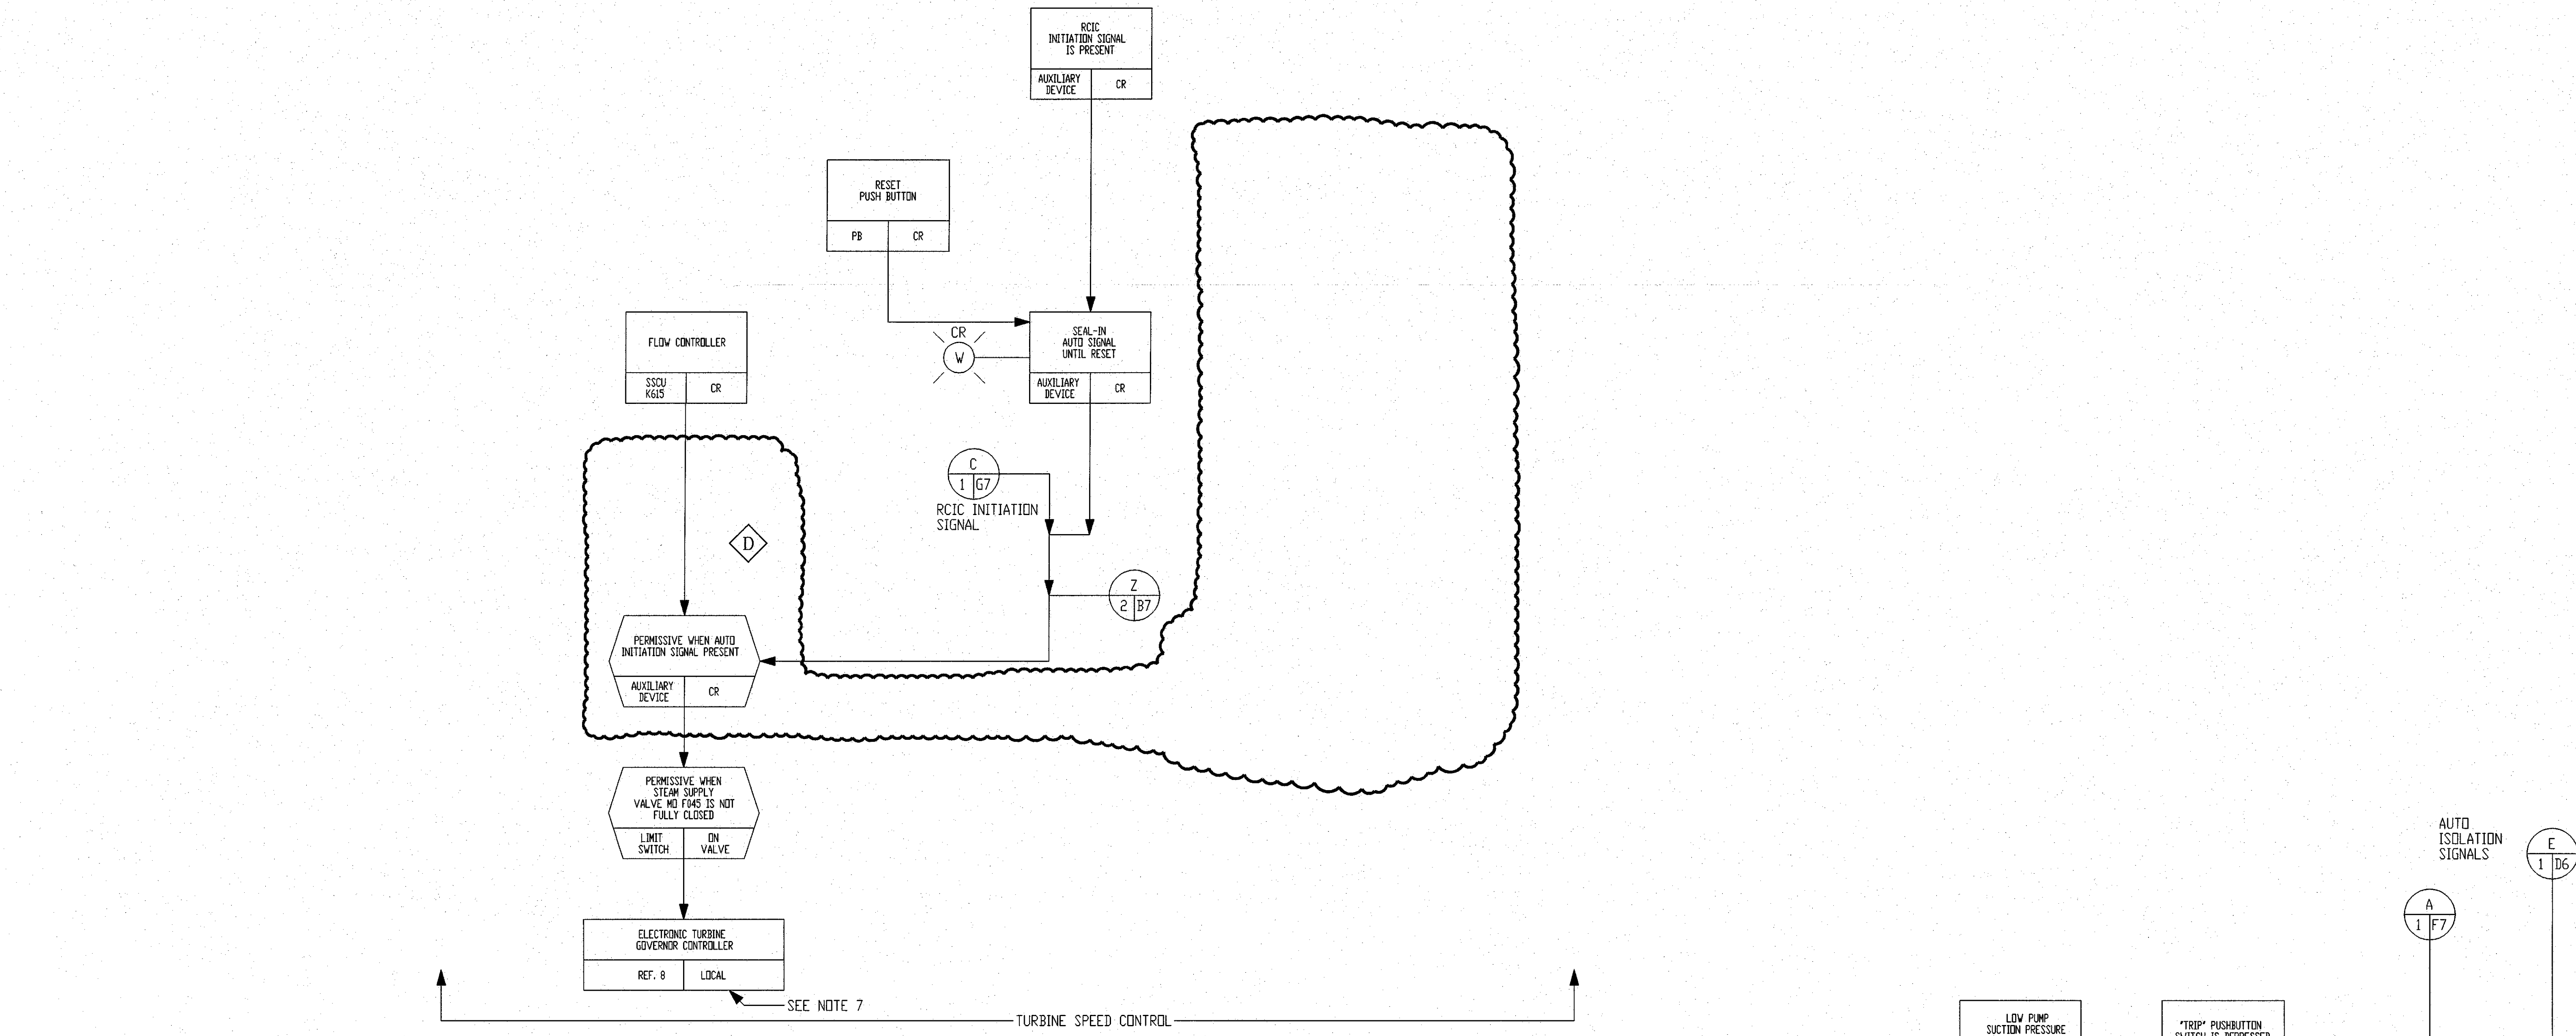 RCIC
INITIATION SIGNAL
IS PRESENT
AUXILIARY
DEVICE
CR
RESET
PUSH BUTTON
PB
CR
FLOW CONTROLLER
SSCU
K615
CR
CR
W
SEAL-IN
AUTO SIGNAL
UNTIL RESET
AUXILIARY
DEVICE
CR
C
1 G7
RCIC INITIATION
SIGNAL
D
Z
2 B7
PERMISSIVE WHEN AUTO
INITIATION SIGNAL PRESENT
AUXILIARY
DEVICE
CR
PERMISSIVE WHEN
STEAM SUPPLY
VALVE MO F045 IS NOT
FULLY CLOSED
LIMIT
SWITCH
ON
VALVE
ELECTRONIC TURBINE
GOVERNOR CONTROLLER
REF. 8
LOCAL
SEE NOTE 7
TURBINE SPEED CONTROL
AUTO
ISOLATION
SIGNALS
E
1 D6
A
1 F7
LOW PUMP
SUCTION PRESSURE
"TRIP" PUSHBUTTON
SWITCH IS DEPRESSED